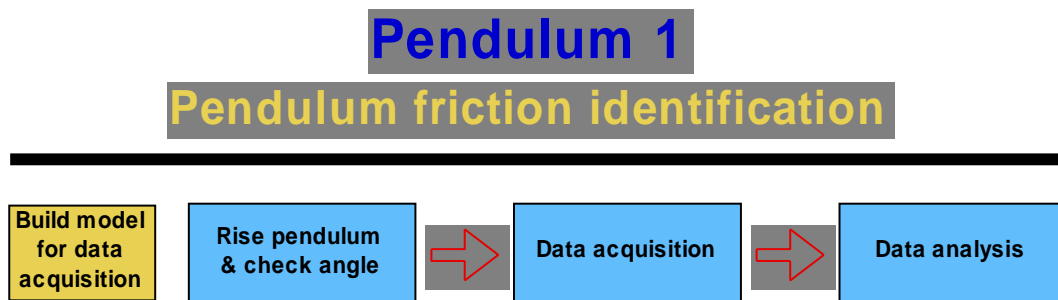 Pendulum 1
Pendulum friction identification
Build model
for data
acquisition
Rise pendulum
& check angle
Data acquisition
Data analysis